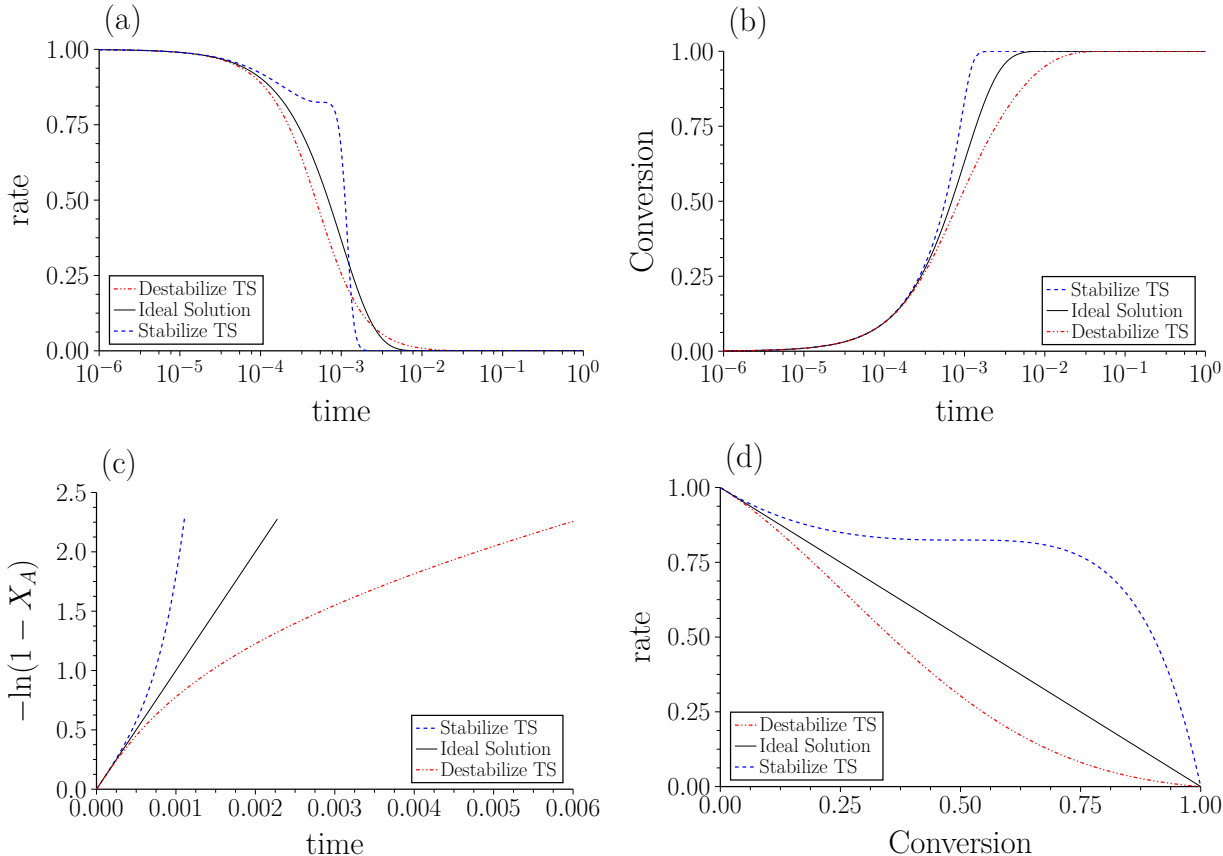 (a)
1.00
0.75
0.50
0.25
0.00
rate
Destabilize TS
Ideal Solution
Stabilize TS
10⁻⁶ 10⁻⁵ 10⁻⁴ 10⁻³ 10⁻² 10⁻¹ 10⁰
time
(b)
1.00
0.75
0.50
0.25
0.00
Conversion
Stabilize TS
Ideal Solution
Destabilize TS
10⁻⁶ 10⁻⁵ 10⁻⁴ 10⁻³ 10⁻² 10⁻¹ 10⁰
time
(c)
2.5
2.0
1.5
1.0
0.5
0.0
−ln(1 − X_A)
Stabilize TS
Ideal Solution
Destabilize TS
0.000 0.001 0.002 0.003 0.004 0.005 0.006
time
(d)
1.00
0.75
0.50
0.25
0.00
rate
Destabilize TS
Ideal Solution
Stabilize TS
0.00 0.25 0.50 0.75 1.00
Conversion